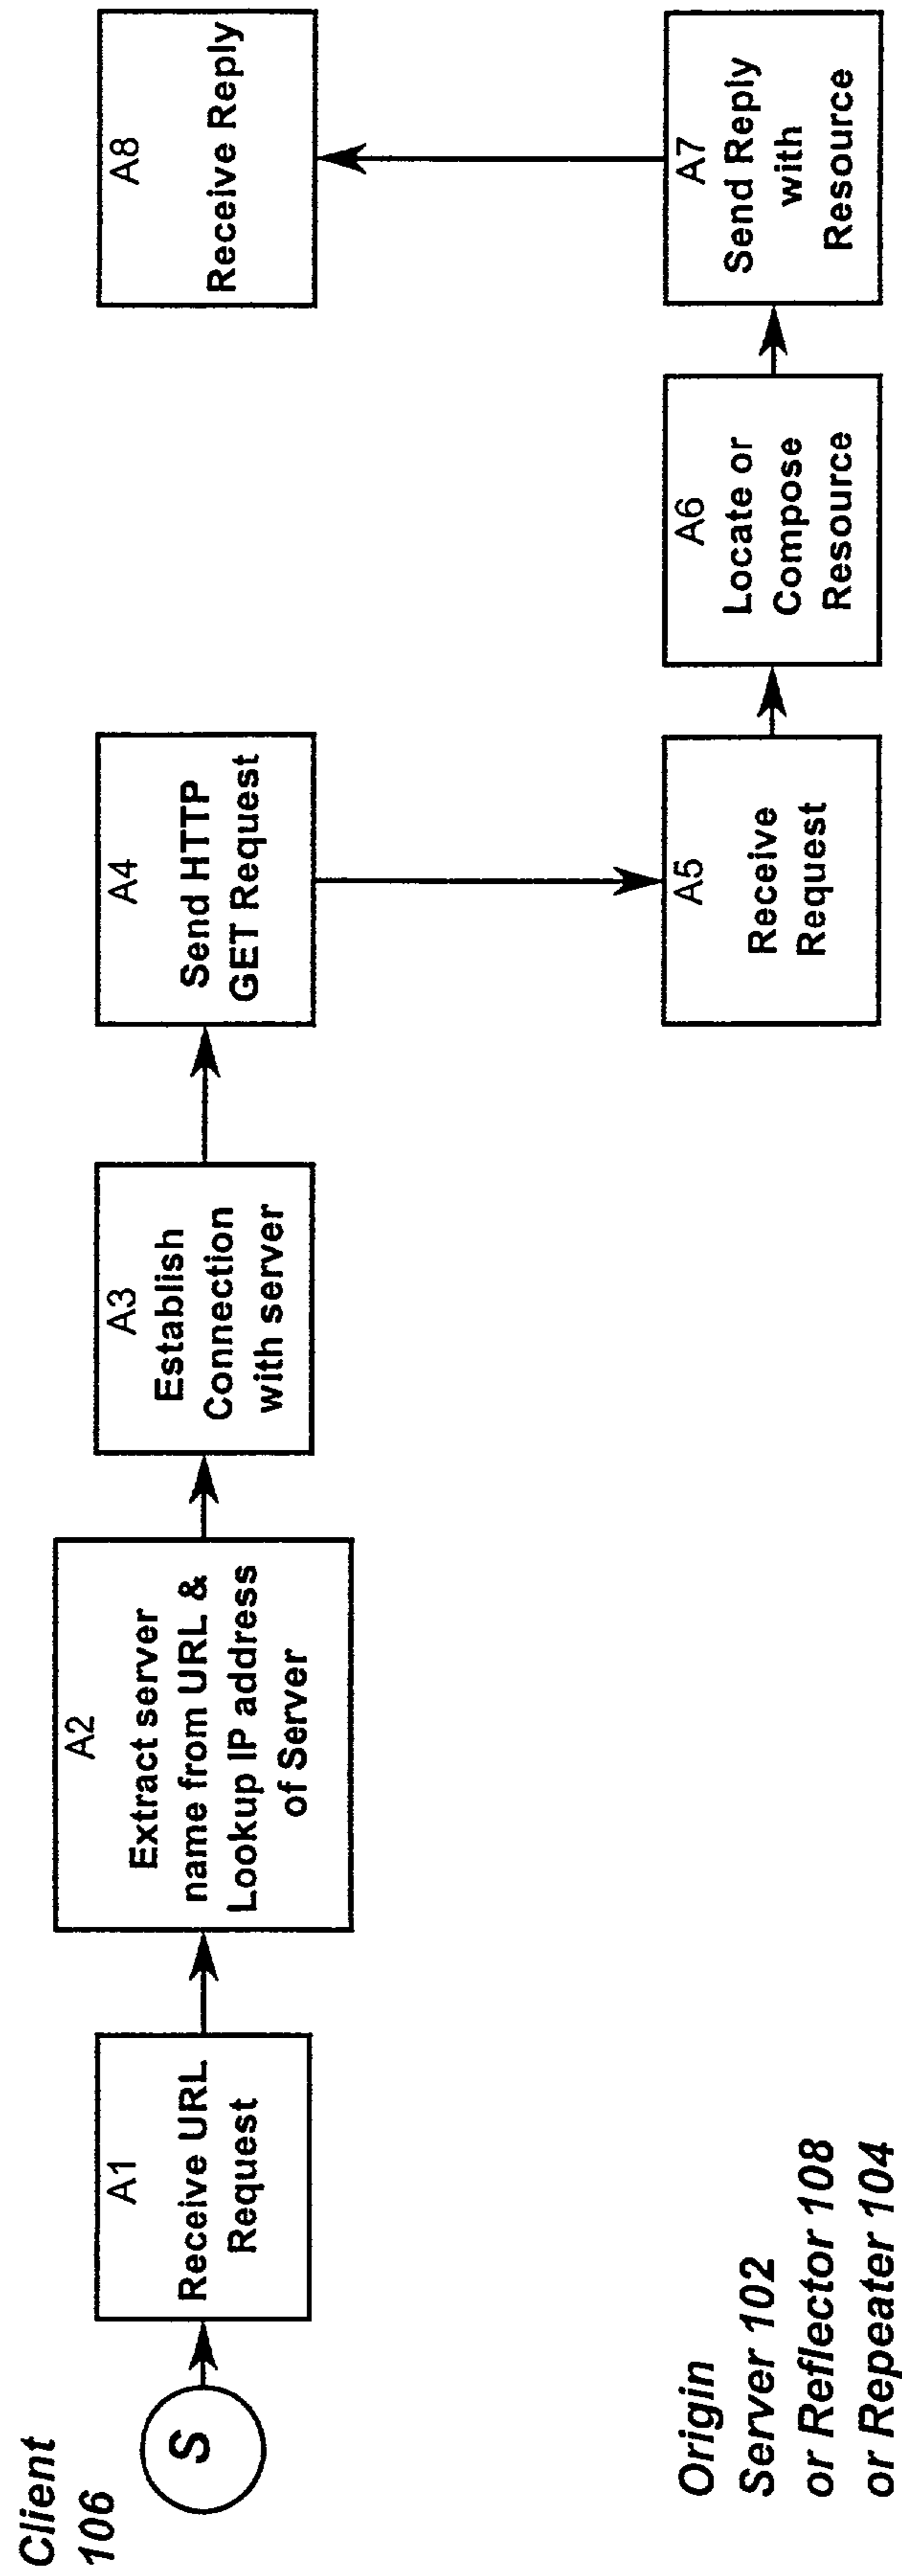 Client
106
S
A1
Receive URL
Request
A2
Extract server
name from URL &
Lookup IP address
of Server
A3
Establish
Connection
with server
A4
Send HTTP
GET Request
A8
Receive Reply
Origin
Server 102
or Reflector 108
or Repeater 104
A5
Receive
Request
A6
Locate or
Compose
Resource
A7
Send Reply
with
Resource